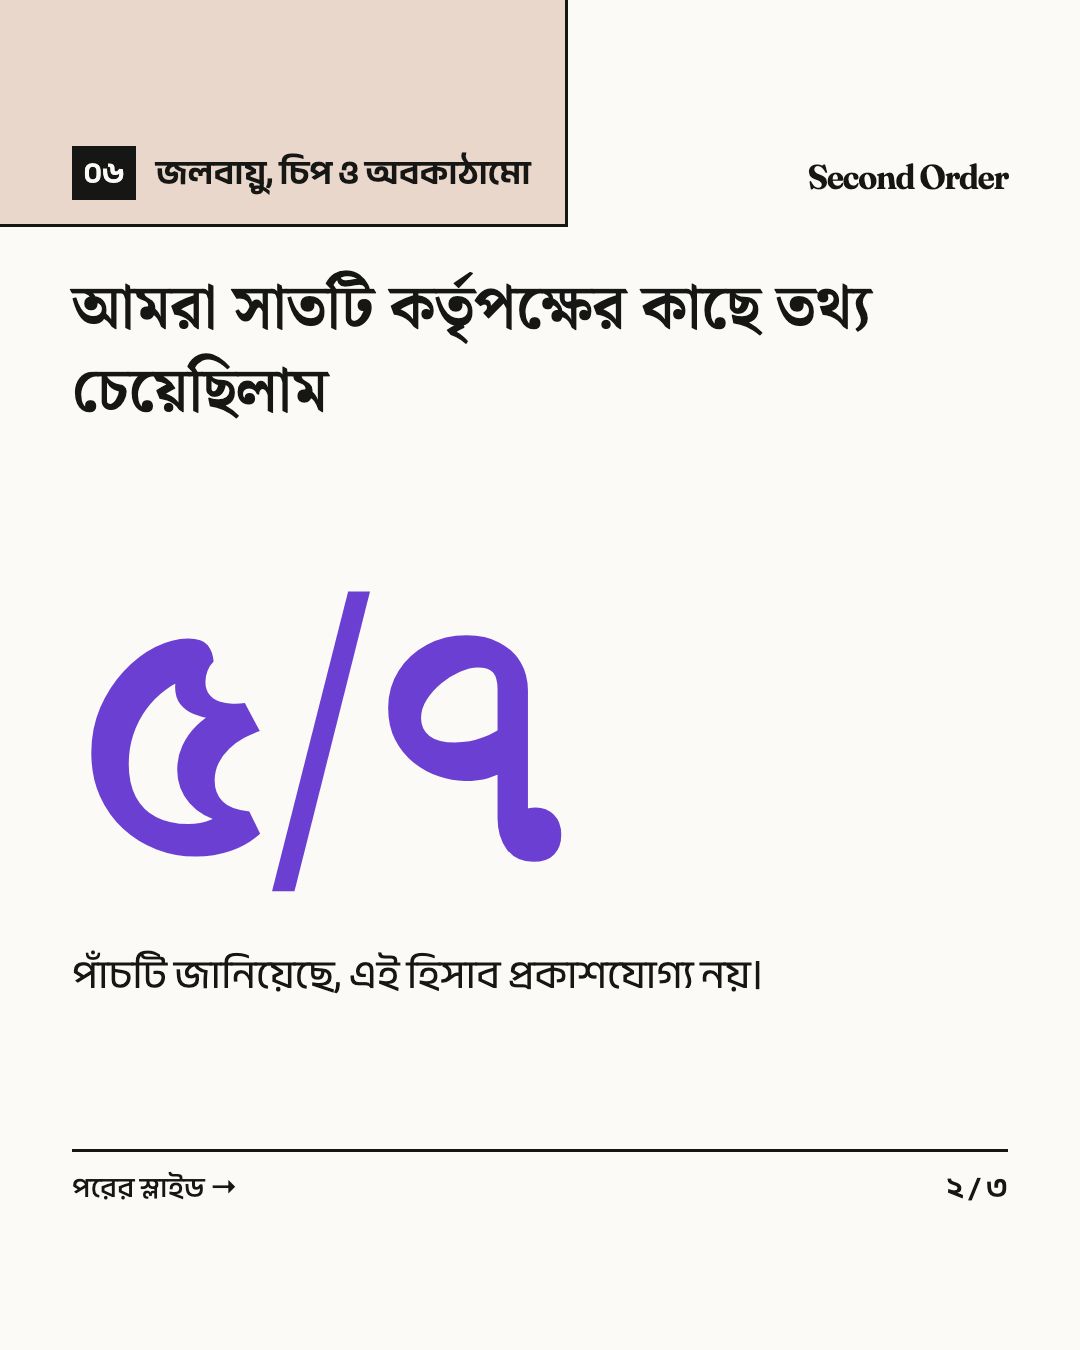 ০৬ জলবায়ু, চিপ ও অবকাঠামো
Second Order
আমরা সাতটি কর্তৃপক্ষের কাছে তথ্য
চেয়েছিলাম
৫/৭
পাঁচটি জানিয়েছে, এই হিসাব প্রকাশযোগ্য নয়।
পরের স্লাইড →
২ / ৩